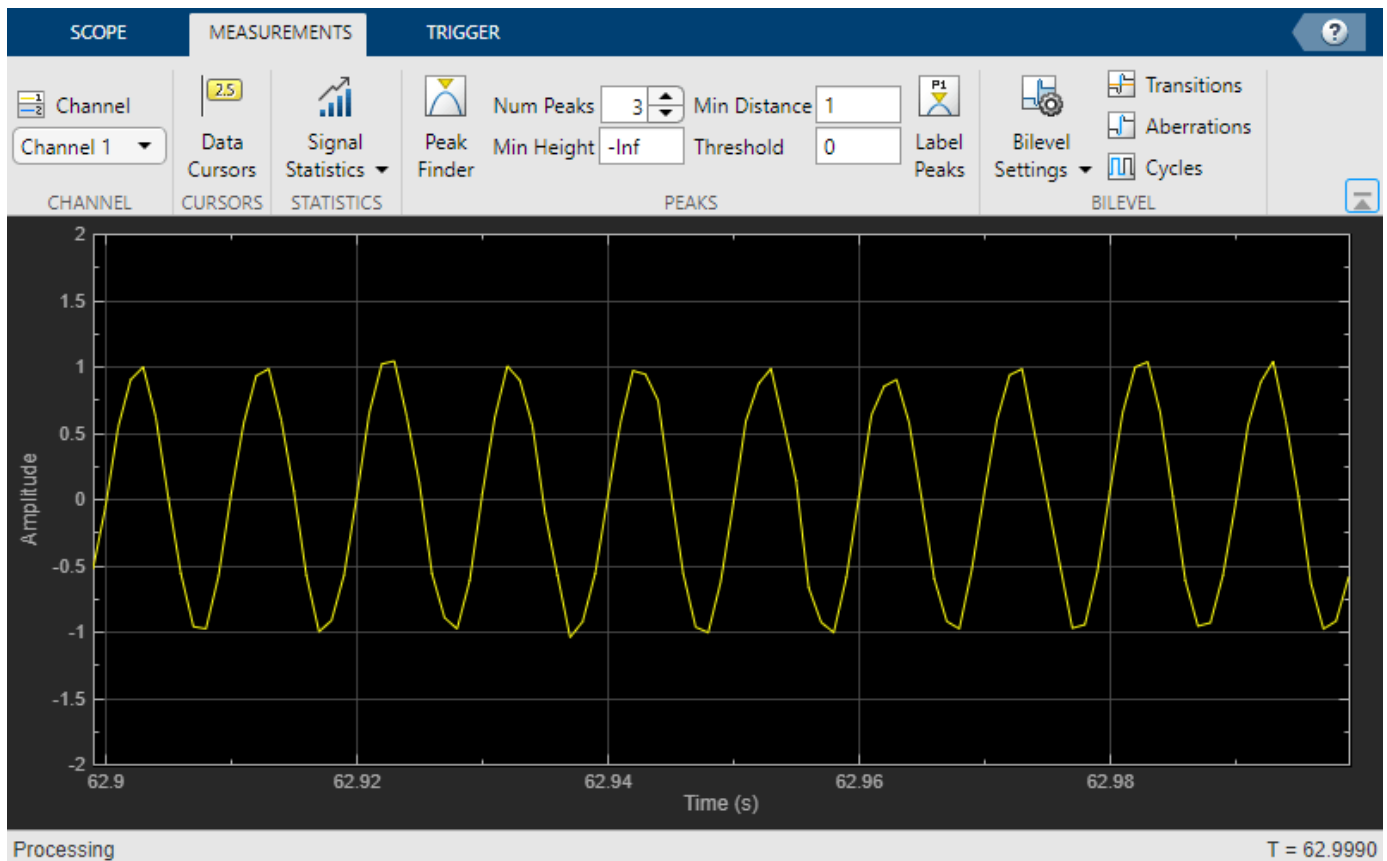 SCOPE MEASUREMENTS TRIGGER ?
1 2 Channel
Channel 1
CHANNEL
2.5
Data
Cursors
CURSORS
Signal
Statistics
STATISTICS
Peak
Finder
Num Peaks 3 Min Distance 1
Min Height -Inf Threshold 0
P1
Label
Peaks
PEAKS
Bilevel
Settings
Transitions
Aberrations
Cycles
BILEVEL
2
1.5
1
0.5
0
-0.5
-1
-1.5
-2
Amplitude
62.9 62.92 62.94 62.96 62.98
Time (s)
Processing T = 62.9990